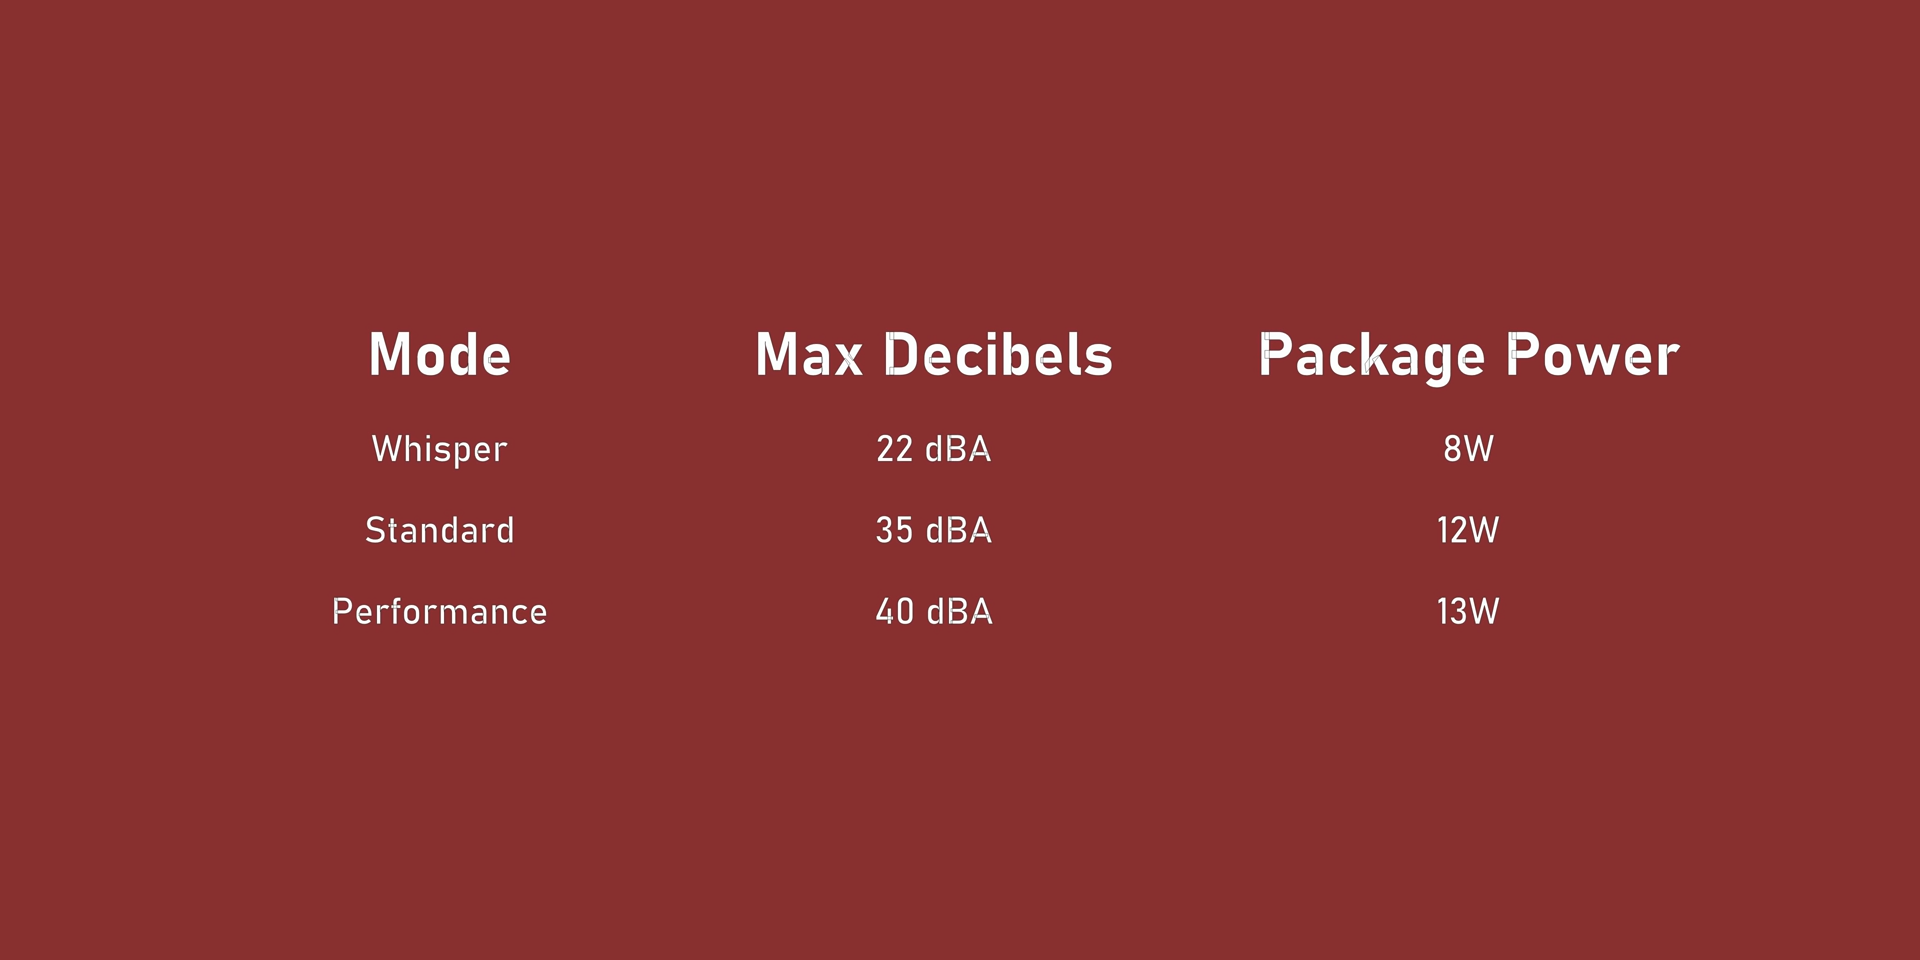 Mode Max Decibels Package Power
Whisper 22 dBA 8W
Standard 35 dBA 12W
Performance 40 dBA 13W